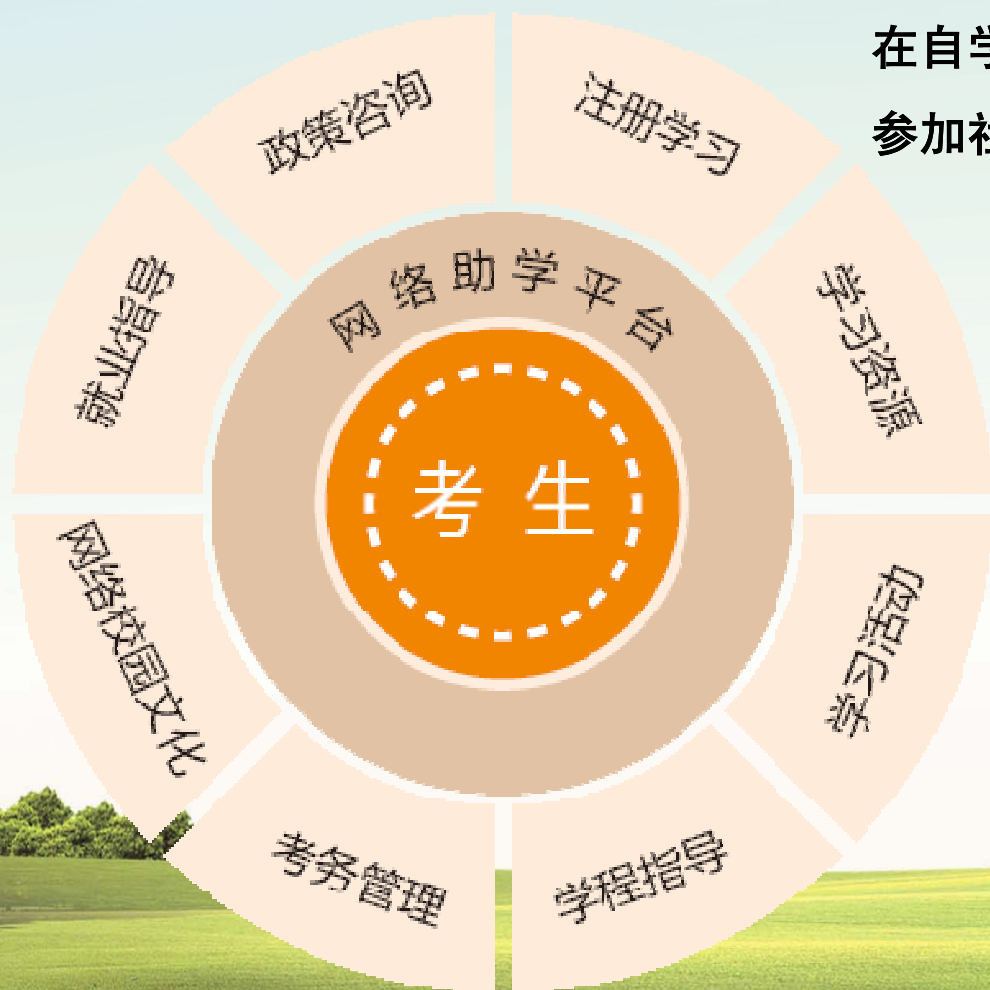 在自学
参加社
政策咨询
注册学习
学习资源
学习活动
学程指导
考务管理
网络校园文化
就业指导
网络助学平台
考生